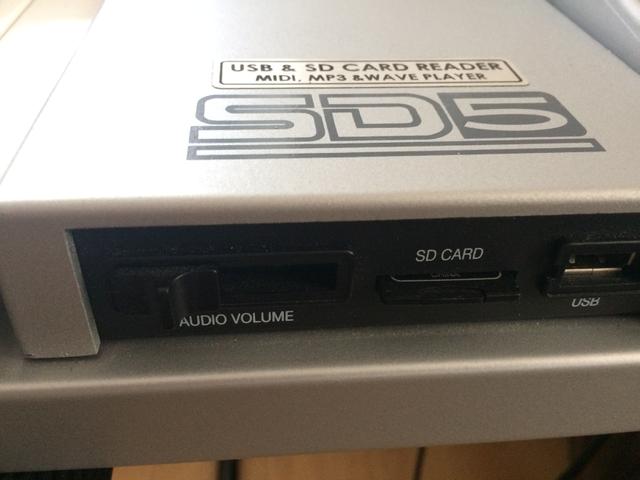 USB & SD CARD READER
MIDI, MP3 & WAVE PLAYER
SD5
SD CARD
AUDIO VOLUME
USB